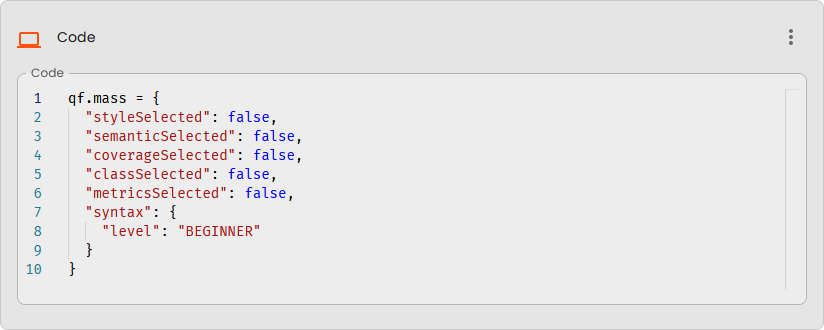 Code
Code
1 qf.mass = {
2 "styleSelected": false,
3 "semanticSelected": false,
4 "coverageSelected": false,
5 "classSelected": false,
6 "metricsSelected": false,
7 "syntax": {
8 "level": "BEGINNER"
9 }
10 }